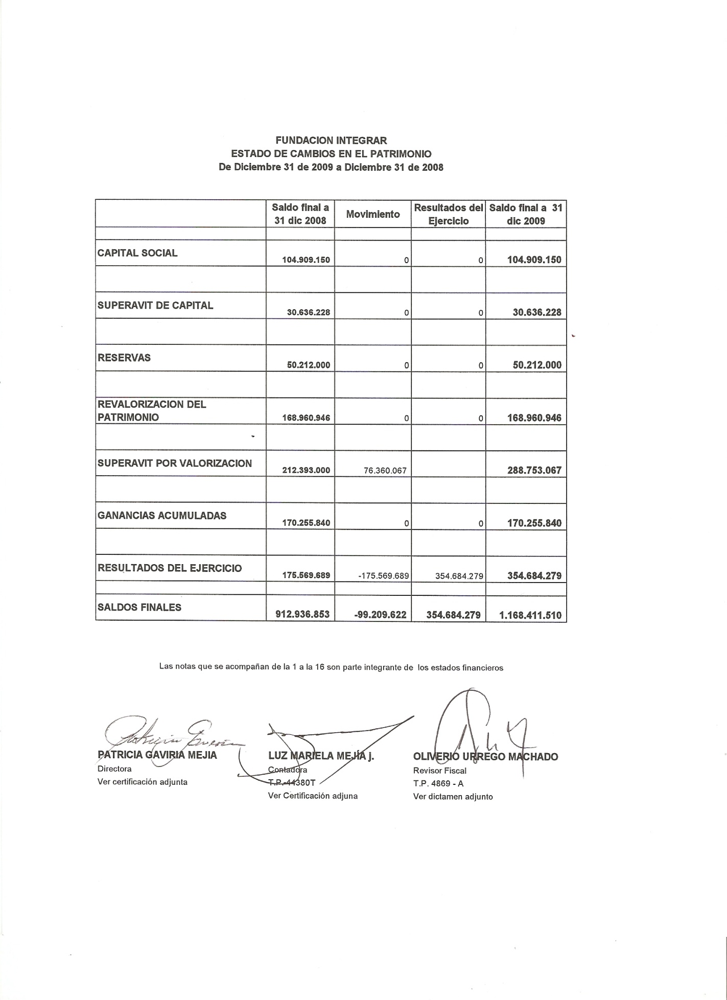 FUNDACION INTEGRAR
ESTADO DE CAMBIOS EN EL PATRIMONIO
De Diciembre 31 de 2009 a Diciembre 31 de 2008
Saldo final a 31 dic 2008 Movimiento Resultados del Ejercicio Saldo final a 31 dic 2009
CAPITAL SOCIAL 104.909.150 0 0 104.909.150
SUPERAVIT DE CAPITAL 30.636.228 0 0 30.636.228
RESERVAS 50.212.000 0 0 50.212.000
REVALORIZACION DEL
PATRIMONIO 168.960.946 0 0 168.960.946
SUPERAVIT POR VALORIZACION 212.393.000 76.360.067 288.753.067
GANANCIAS ACUMULADAS 170.255.840 0 0 170.255.840
RESULTADOS DEL EJERCICIO 175.569.689 -175.569.689 354.684.279 354.684.279
SALDOS FINALES 912.936.853 -99.209.622 354.684.279 1.168.411.510
Las notas que se acompañan de la 1 a la 16 son parte integrante de los estados financieros
Patricia Gaviria
PATRICIA GAVIRIA MEJIA LUZ MARIELA MEJÍA j. OLIVERIO URREGO MACHADO
Directora Contadora Revisor Fiscal
Ver certificación adjunta T.P.-44380T T.P. 4869 - A
Ver Certificación adjuna Ver dictamen adjunto